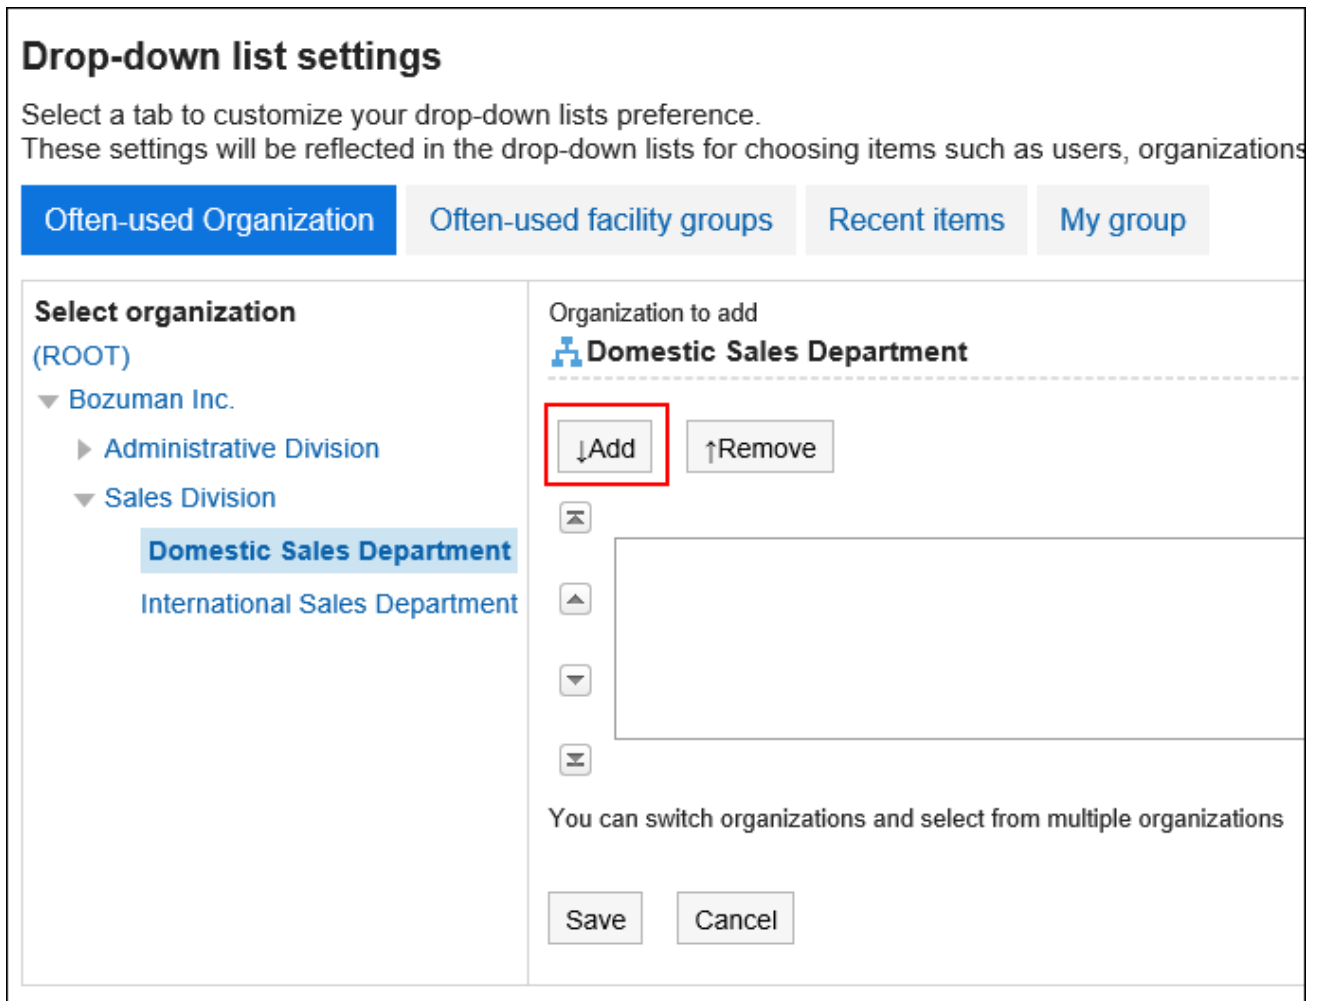 Drop-down list settings
Select a tab to customize your drop-down lists preference.
These settings will be reflected in the drop-down lists for choosing items such as users, organizations
Often-used Organization
Often-used facility groups
Recent items
My group
Select organization
(ROOT)
Bozuman Inc.
Administrative Division
Sales Division
Domestic Sales Department
International Sales Department
Organization to add
Domestic Sales Department
↓Add
↑Remove
You can switch organizations and select from multiple organizations
Save
Cancel